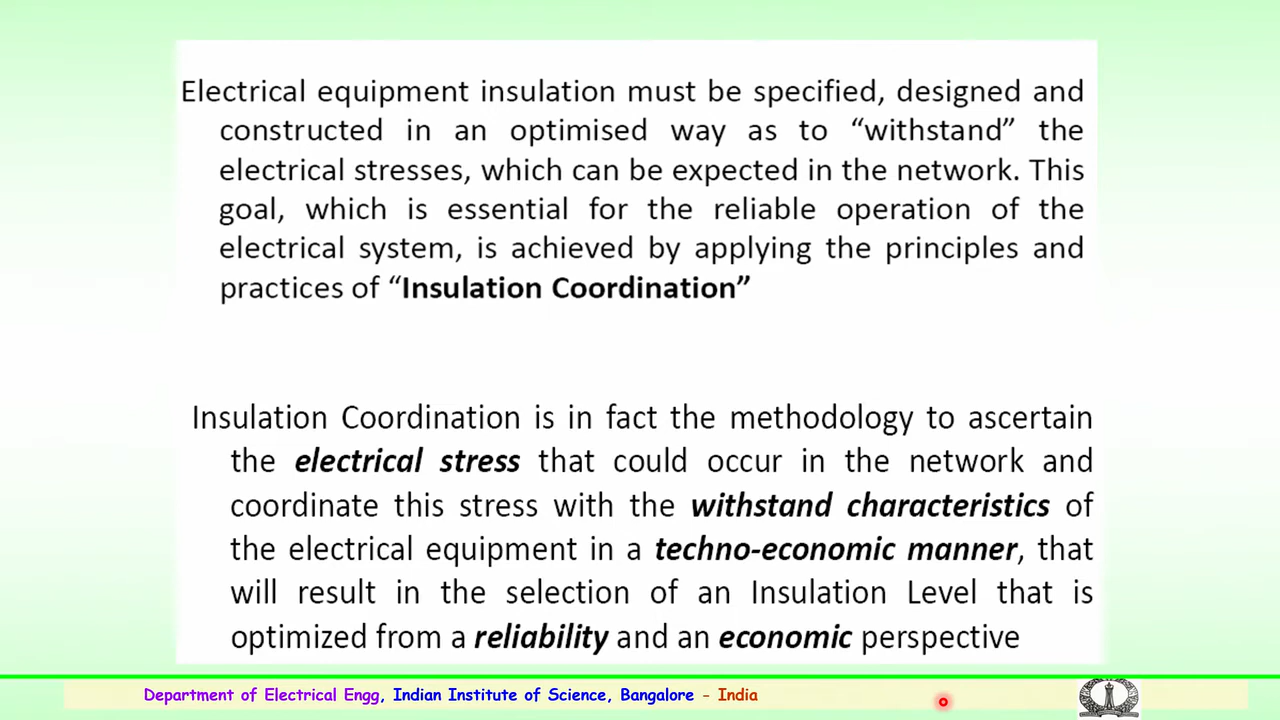 Electrical equipment insulation must be specified, designed and
constructed in an optimised way as to “withstand” the
electrical stresses, which can be expected in the network. This
goal, which is essential for the reliable operation of the
electrical system, is achieved by applying the principles and
practices of “Insulation Coordination”
Insulation Coordination is in fact the methodology to ascertain
the electrical stress that could occur in the network and
coordinate this stress with the withstand characteristics of
the electrical equipment in a techno-economic manner, that
will result in the selection of an Insulation Level that is
optimized from a reliability and an economic perspective
Department of Electrical Engg, Indian Institute of Science, Bangalore - India